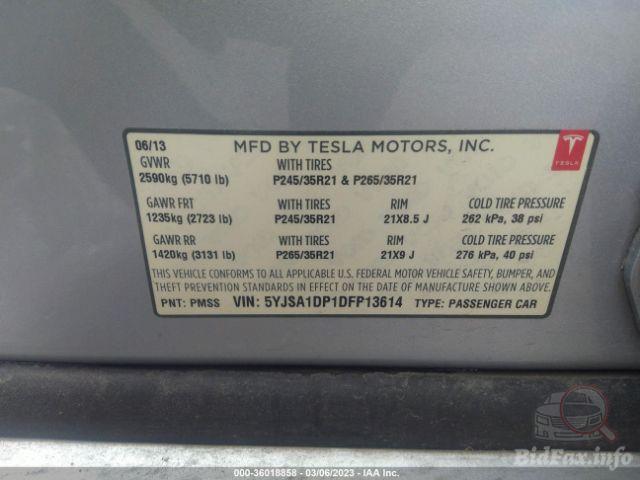 06/13 MFD BY TESLA MOTORS, INC.
TESLA
GVWR WITH TIRES
2590kg (5710 lb) P245/35R21 & P265/35R21
GAWR FRT WITH TIRES RIM COLD TIRE PRESSURE
1235kg (2723 lb) P245/35R21 21X8.5 J 262 kPa, 38 psi
GAWR RR WITH TIRES RIM COLD TIRE PRESSURE
1420kg (3131 lb) P265/35R21 21X9 J 276 kPa, 40 psi
THIS VEHICLE CONFORMS TO ALL APPLICABLE U.S. FEDERAL MOTOR VEHICLE SAFETY, BUMPER, AND
THEFT PREVENTION STANDARDS IN EFFECT ON THE DATE OF MANUFACTURE SHOWN ABOVE.
PNT: PMSS VIN: 5YJSA1DP1DFP13614 TYPE: PASSENGER CAR
BidFax.info
000-36018858 - 03/06/2023 - IAA Inc.